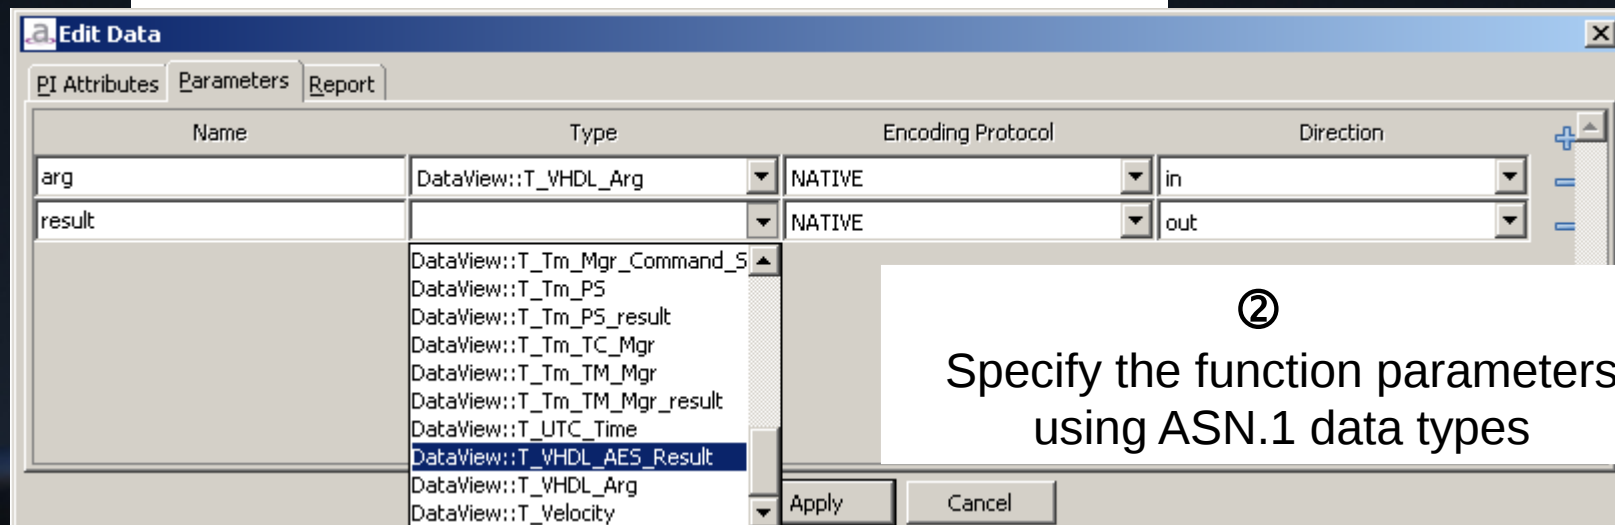 a Edit Data
PI Attributes Parameters Report
Name Type Encoding Protocol Direction
arg DataView::T_VHDL_Arg NATIVE in
result NATIVE out
DataView::T_Tm_Mgr_Command_S
DataView::T_Tm_PS
DataView::T_Tm_PS_result
DataView::T_Tm_TC_Mgr
DataView::T_Tm_TM_Mgr
DataView::T_Tm_TM_Mgr_result
DataView::T_UTC_Time
DataView::T_VHDL_AES_Result
DataView::T_VHDL_Arg
DataView::T_Velocity
②
Specify the function parameters
using ASN.1 data types
Apply Cancel